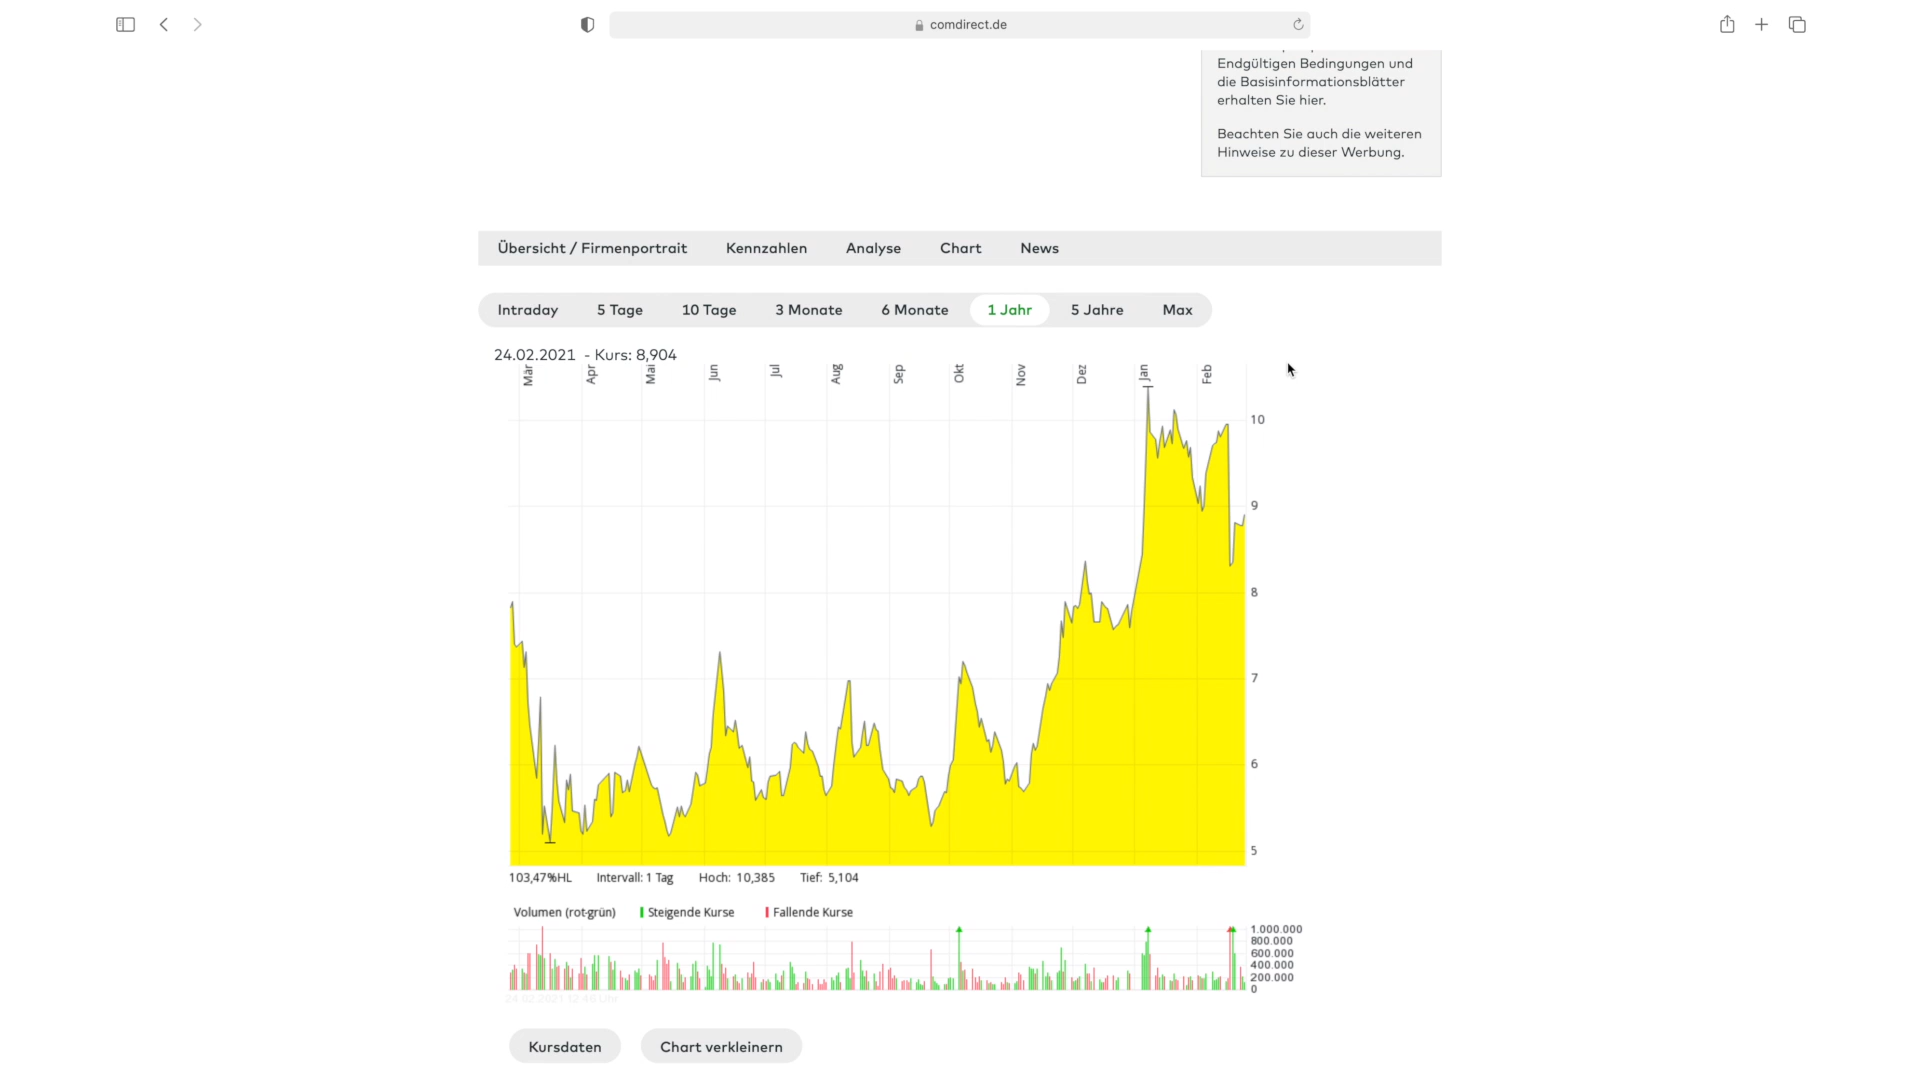 comdirect.de
Endgültigen Bedingungen und
die Basisinformationsblätter
erhalten Sie hier.
Beachten Sie auch die weiteren
Hinweise zu dieser Werbung.
Übersicht / Firmenportrait Kennzahlen Analyse Chart News
Intraday 5 Tage 10 Tage 3 Monate 6 Monate 1 Jahr 5 Jahre Max
24.02.2021 - Kurs: 8,904
Mär Apr Mai Jun Jul Aug Sep Okt Nov Dez Jan Feb
10
9
8
7
6
5
103,47%HL Intervall: 1 Tag Hoch: 10,385 Tief: 5,104
Volumen (rot-grün) Steigende Kurse Fallende Kurse
1.000.000
800.000
600.000
400.000
200.000
0
Kursdaten Chart verkleinern